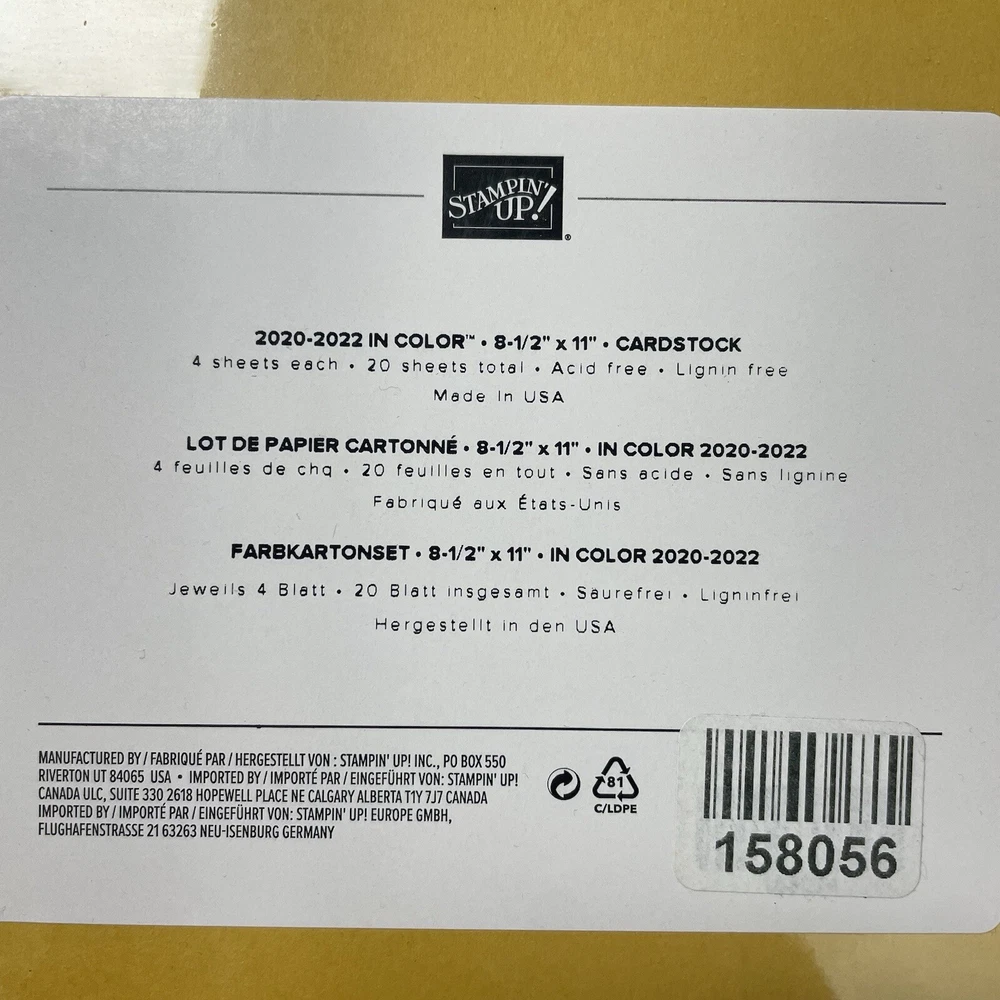 STAMPIN' UP!®
2020-2022 IN COLOR™ • 8-1/2" x 11" • CARDSTOCK
4 sheets each • 20 sheets total • Acid free • Lignin free
Made In USA
LOT DE PAPIER CARTONNÉ • 8-1/2" x 11" • IN COLOR 2020-2022
4 feuilles de chq • 20 feuilles en tout • Sans acide • Sans lignine
Fabriqué aux États-Unis
FARBKARTONSET • 8-1/2" x 11" • IN COLOR 2020-2022
Jeweils 4 Blatt • 20 Blatt insgesamt • Säurefrei • Ligninfrei
Hergestellt in den USA
MANUFACTURED BY / FABRIQUÉ PAR / HERGESTELLT VON : STAMPIN' UP! INC., PO BOX 550
RIVERTON UT 84065 USA • IMPORTED BY / IMPORTÉ PAR / EINGEFÜHRT VON: STAMPIN' UP!
CANADA ULC, SUITE 330 2618 HOPEWELL PLACE NE CALGARY ALBERTA T1Y 7J7 CANADA
IMPORTED BY / IMPORTÉ PAR / EINGEFÜHRT VON: STAMPIN' UP! EUROPE GMBH,
FLUGHAFENSTRASSE 21 63263 NEU-ISENBURG GERMANY
81
C/LDPE
158056